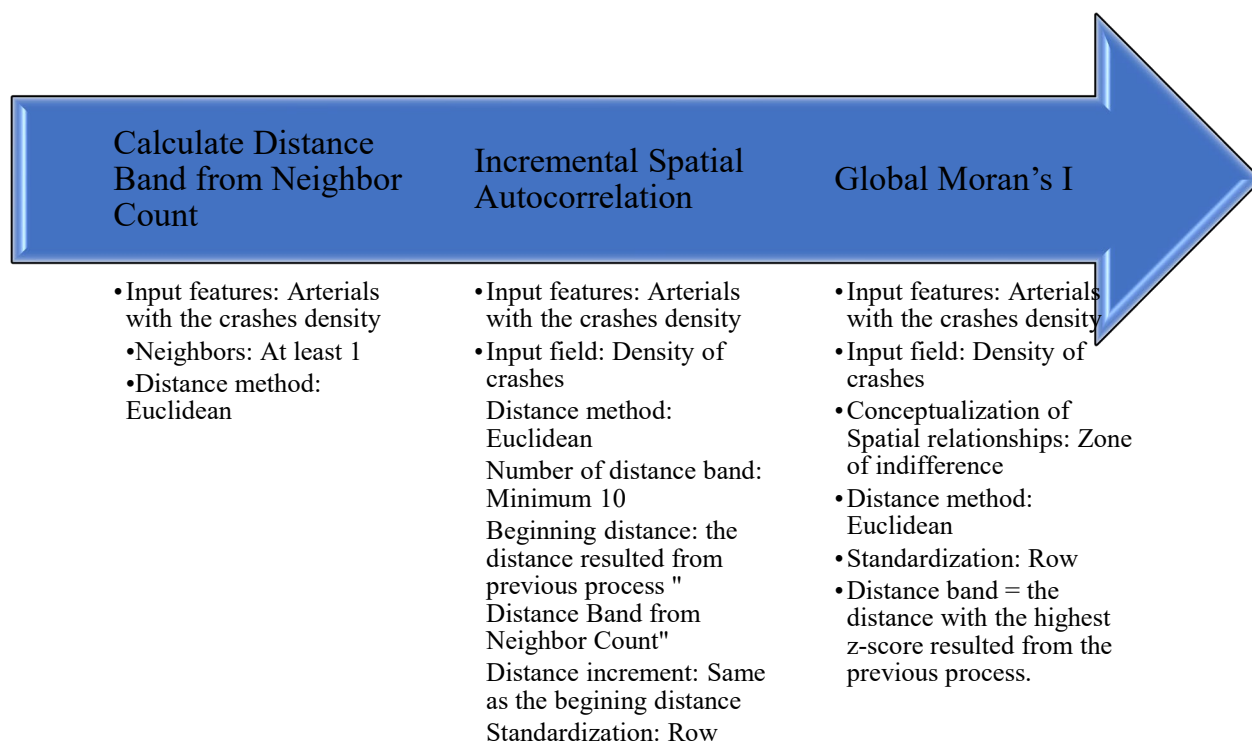 Calculate Distance
Band from Neighbor
Count
•Input features: Arterials
with the crashes density
•Neighbors: At least 1
•Distance method:
Euclidean
Incremental Spatial
Autocorrelation
•Input features: Arterials
with the crashes density
•Input field: Density of
crashes
Distance method:
Euclidean
Number of distance band:
Minimum 10
Beginning distance: the
distance resulted from
previous process "
Distance Band from
Neighbor Count"
Distance increment: Same
as the begining distance
Standardization: Row
Global Moran’s I
•Input features: Arterials
with the crashes density
•Input field: Density of
crashes
•Conceptualization of
Spatial relationships: Zone
of indifference
•Distance method:
Euclidean
•Standardization: Row
•Distance band = the
distance with the highest
z-score resulted from the
previous process.